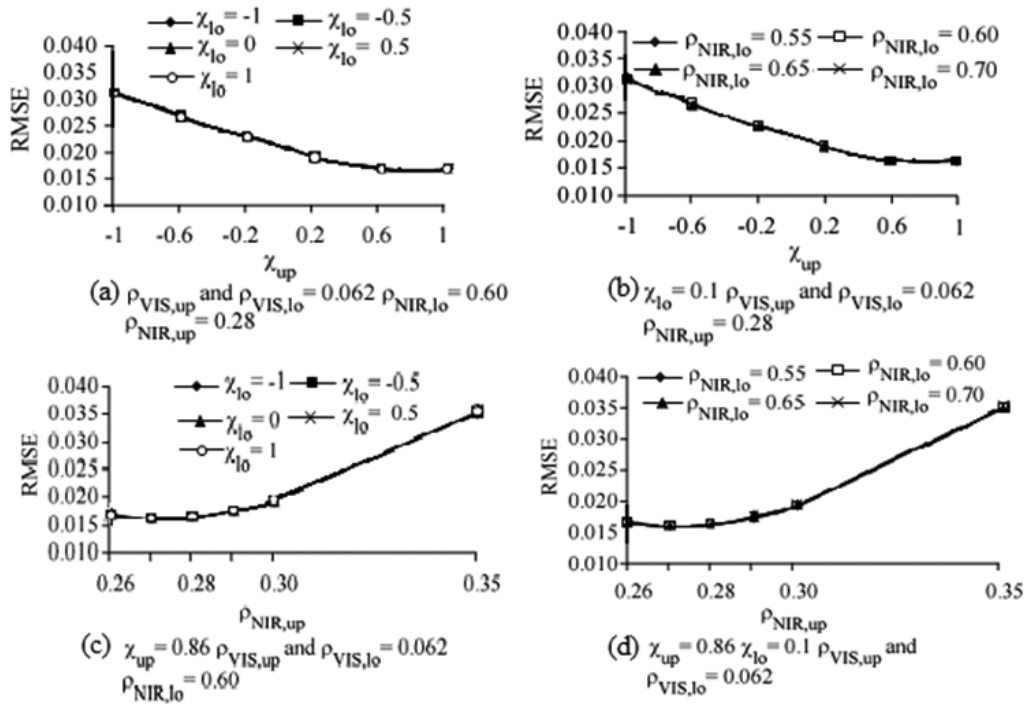 χlo = -1 χlo = -0.5
χlo = 0 χlo = 0.5
χlo = 1
RMSE
0.040
0.035
0.030
0.025
0.020
0.015
0.010
-1 -0.6 -0.2 0.2 0.6 1
χup
(a) ρVIS,up and ρVIS,lo = 0.062 ρNIR,lo = 0.60
ρNIR,up = 0.28
ρNIR,lo = 0.55 ρNIR,lo = 0.60
ρNIR,lo = 0.65 ρNIR,lo = 0.70
RMSE
0.040
0.035
0.030
0.025
0.020
0.015
0.010
-1 -0.6 -0.2 0.2 0.6 1
χup
(b) χlo = 0.1 ρVIS,up and ρVIS,lo = 0.062
ρNIR,up = 0.28
χlo = -1 χlo = -0.5
χlo = 0 χlo = 0.5
χlo = 1
RMSE
0.040
0.035
0.030
0.025
0.020
0.015
0.010
0.26 0.28 0.30 0.35
ρNIR,up
(c) χup = 0.86 ρVIS,up and ρVIS,lo = 0.062
ρNIR,lo = 0.60
ρNIR,lo = 0.55 ρNIR,lo = 0.60
ρNIR,lo = 0.65 ρNIR,lo = 0.70
RMSE
0.040
0.035
0.030
0.025
0.020
0.015
0.010
0.26 0.28 0.30 0.35
ρNIR,up
(d) χup = 0.86 χlo = 0.1 ρVIS,up and
ρVIS,lo = 0.062